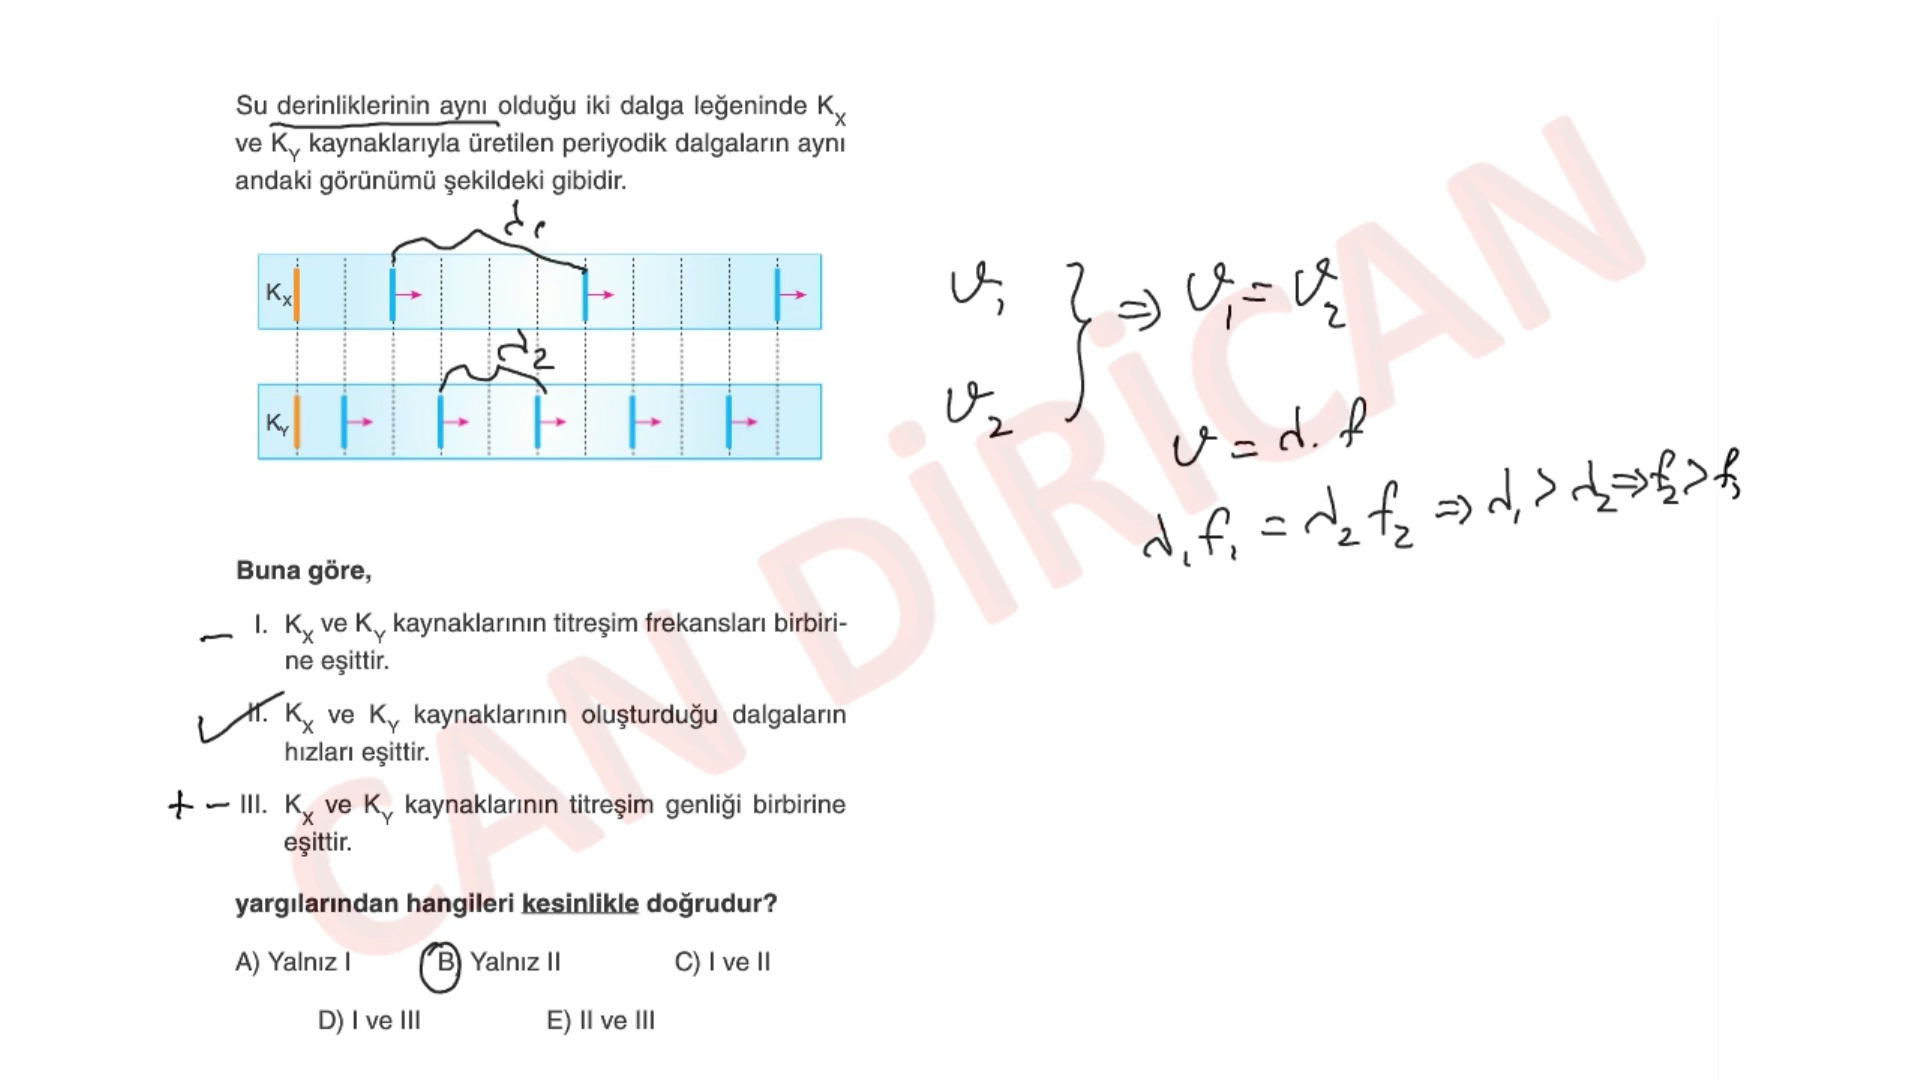 Su derinliklerinin aynı olduğu iki dalga leğeninde K_X
ve K_Y kaynaklarıyla üretilen periyodik dalgaların aynı
andaki görünümü şekildeki gibidir.
λ₁
K_X
λ₂
K_Y
v₁
v₂
} ⇒ v₁ = v₂
v = λ. f
λ₁ f₁ = λ₂ f₂ ⇒ λ₁ > λ₂ ⇒ f₂ > f₁
Buna göre,
– I. K_X ve K_Y kaynaklarının titreşim frekansları birbiri-
ne eşittir.
✓ II. K_X ve K_Y kaynaklarının oluşturduğu dalgaların
hızları eşittir.
+ – III. K_X ve K_Y kaynaklarının titreşim genliği birbirine
eşittir.
yargılarından hangileri kesinlikle doğrudur?
A) Yalnız I B) Yalnız II C) I ve II
D) I ve III E) II ve III
CAN DİRİCAN